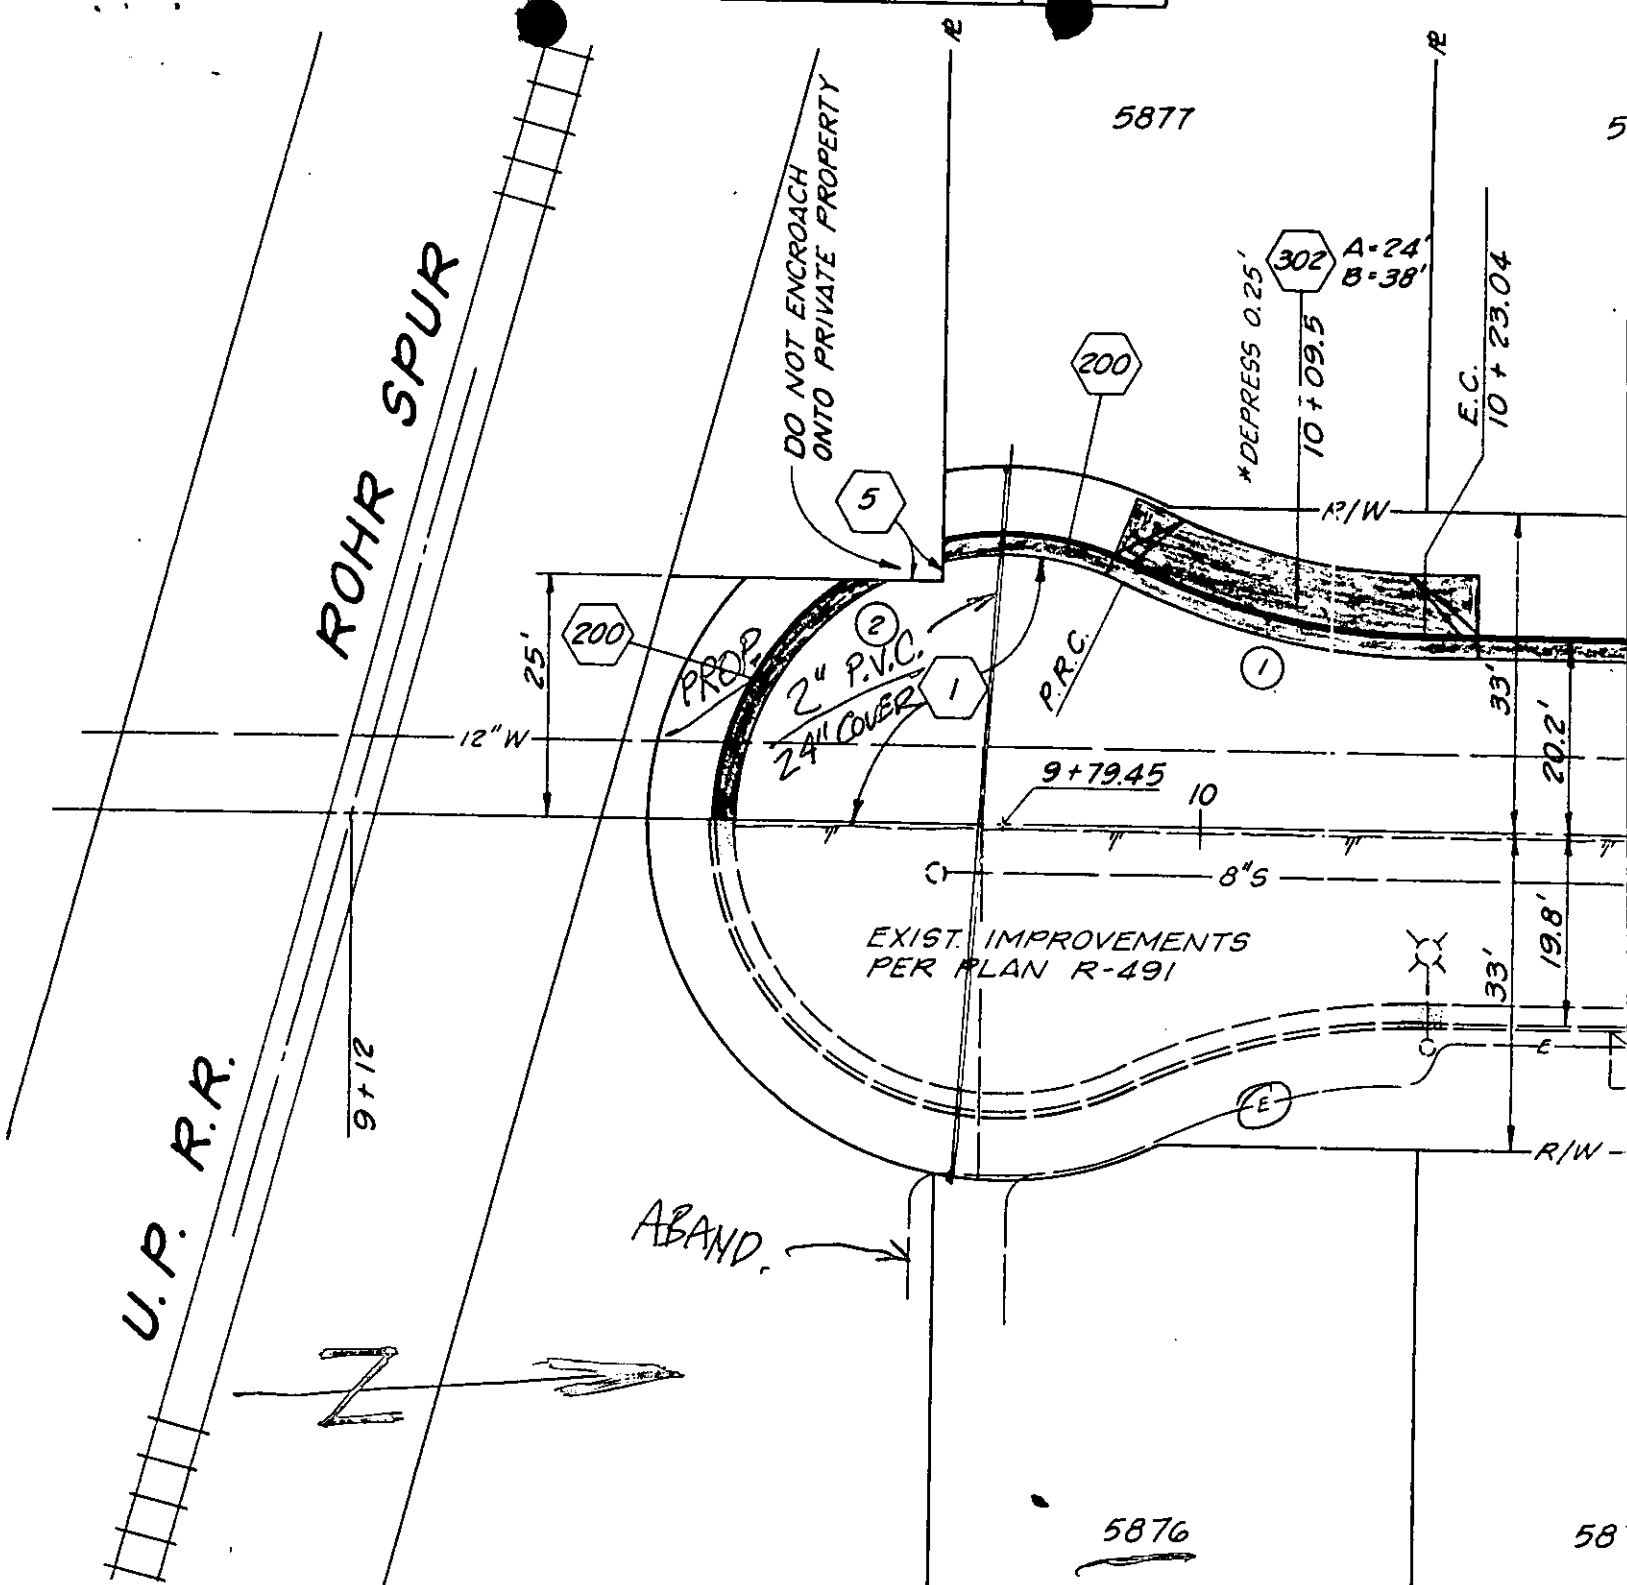 5877
5
DO NOT ENCROACH
ONTO PRIVATE PROPERTY
ROHR SPUR
302
A=24'
B=38'
*DEPRESS 0.25'
10+09.5
E.C.
10+23.04
200
5
R/W
25'
200
PROP.
2
2" P.V.C.
24" COVER
1
P.R.C.
1
33'
20.2'
12"W
9+79.45
10
8"S
EXIST. IMPROVEMENTS
PER PLAN R-491
19.8'
33'
9+12
E
E
R/W
U.P. R.R.
ABAND.
Z
5876
58